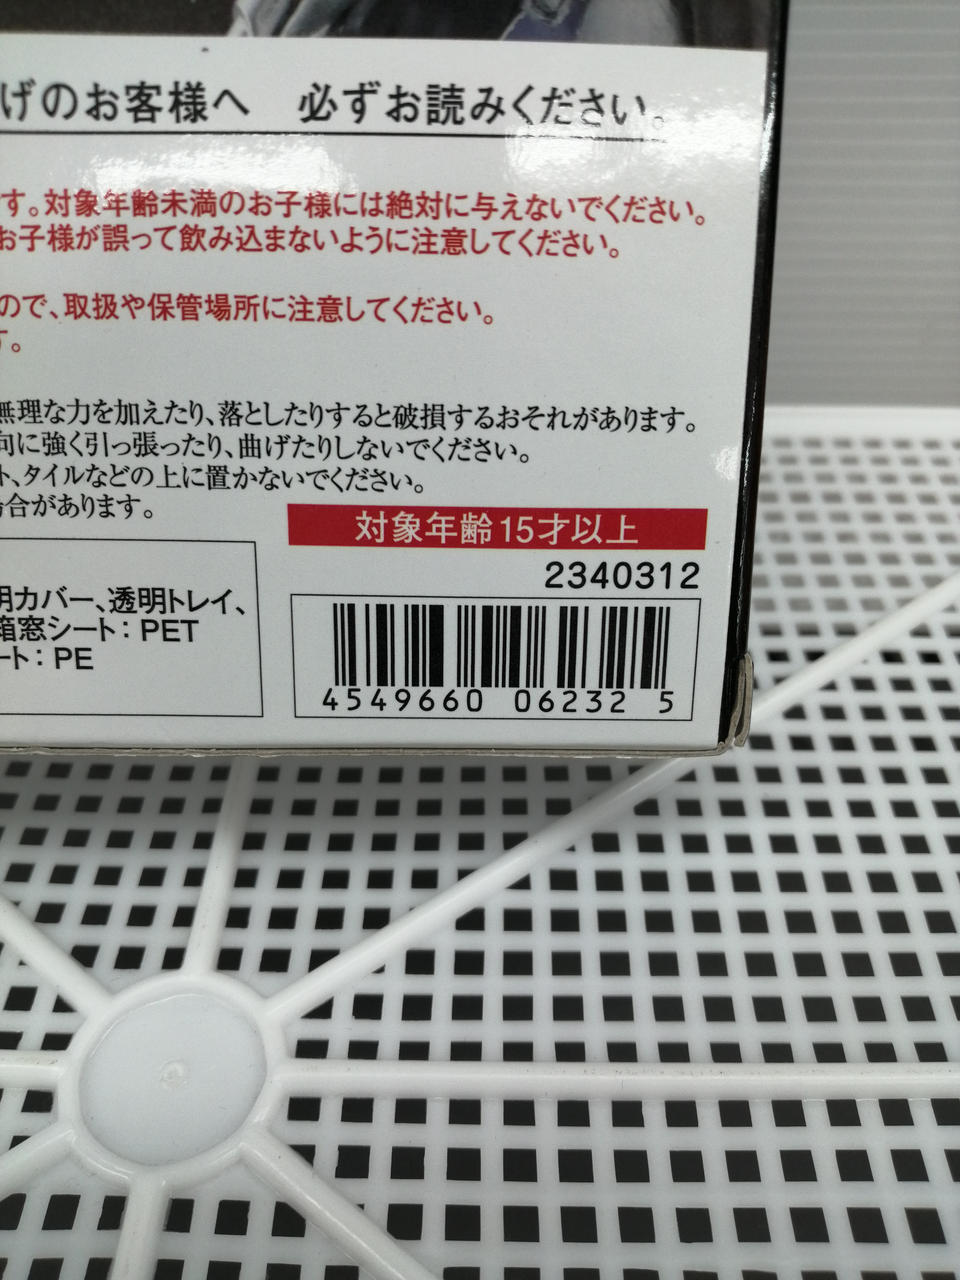 げのお客様へ　必ずお読みください。
す。対象年齢未満のお子様には絶対に与えないでください。
お子様が誤って飲み込まないように注意してください。
ので、取扱や保管場所に注意してください。
す。
無理な力を加えたり、落としたりすると破損するおそれがあります。
向に強く引っ張ったり、曲げたりしないでください。
ト、タイルなどの上に置かないでください。
場合があります。
対象年齢15才以上
2340312
明カバー、透明トレイ、
箱窓シート：PET
ート：PE
4549660 06232 5